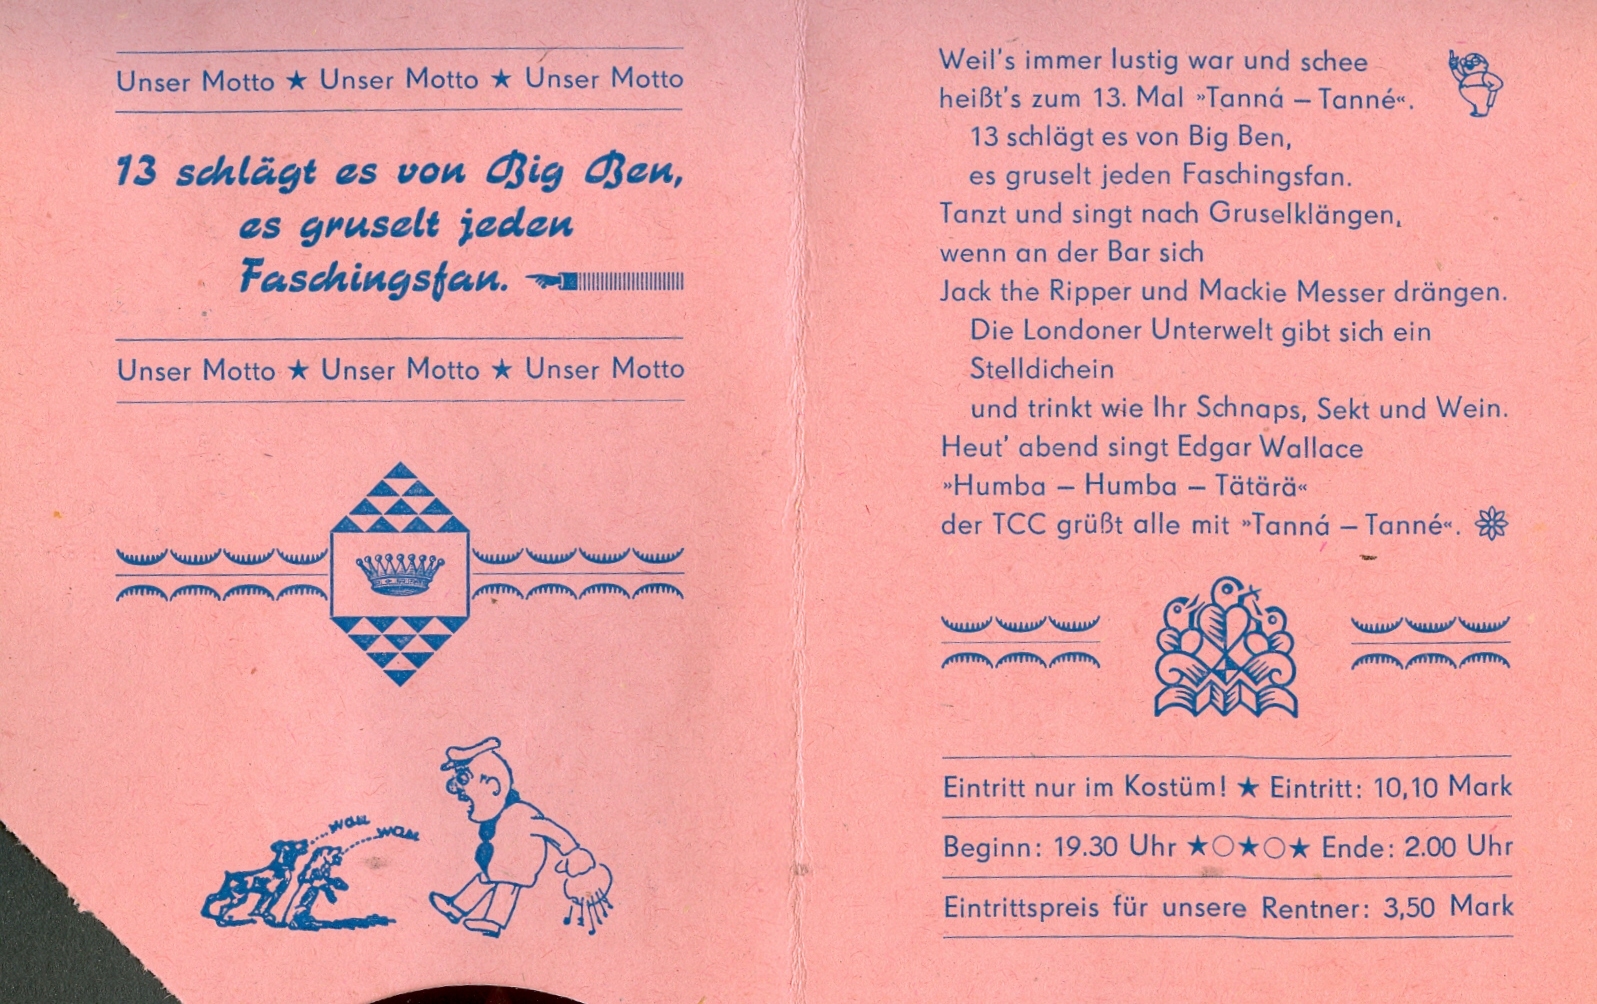 Unser Motto ★ Unser Motto ★ Unser Motto
13 schlägt es von Big Ben,
es gruselt jeden
Faschingsfan.
Unser Motto ★ Unser Motto ★ Unser Motto
wau
wau
Weil's immer lustig war und schee
heißt's zum 13. Mal »Tanná – Tanné«.
13 schlägt es von Big Ben,
es gruselt jeden Faschingsfan.
Tanzt und singt nach Gruselklängen,
wenn an der Bar sich
Jack the Ripper und Mackie Messer drängen.
Die Londoner Unterwelt gibt sich ein
Stelldichein
und trinkt wie Ihr Schnaps, Sekt und Wein.
Heut' abend singt Edgar Wallace
»Humba – Humba – Tätärä«
der TCC grüßt alle mit »Tanná – Tanné«.
Eintritt nur im Kostüm! ★ Eintritt: 10,10 Mark
Beginn: 19.30 Uhr ★○★○★ Ende: 2.00 Uhr
Eintrittspreis für unsere Rentner: 3,50 Mark